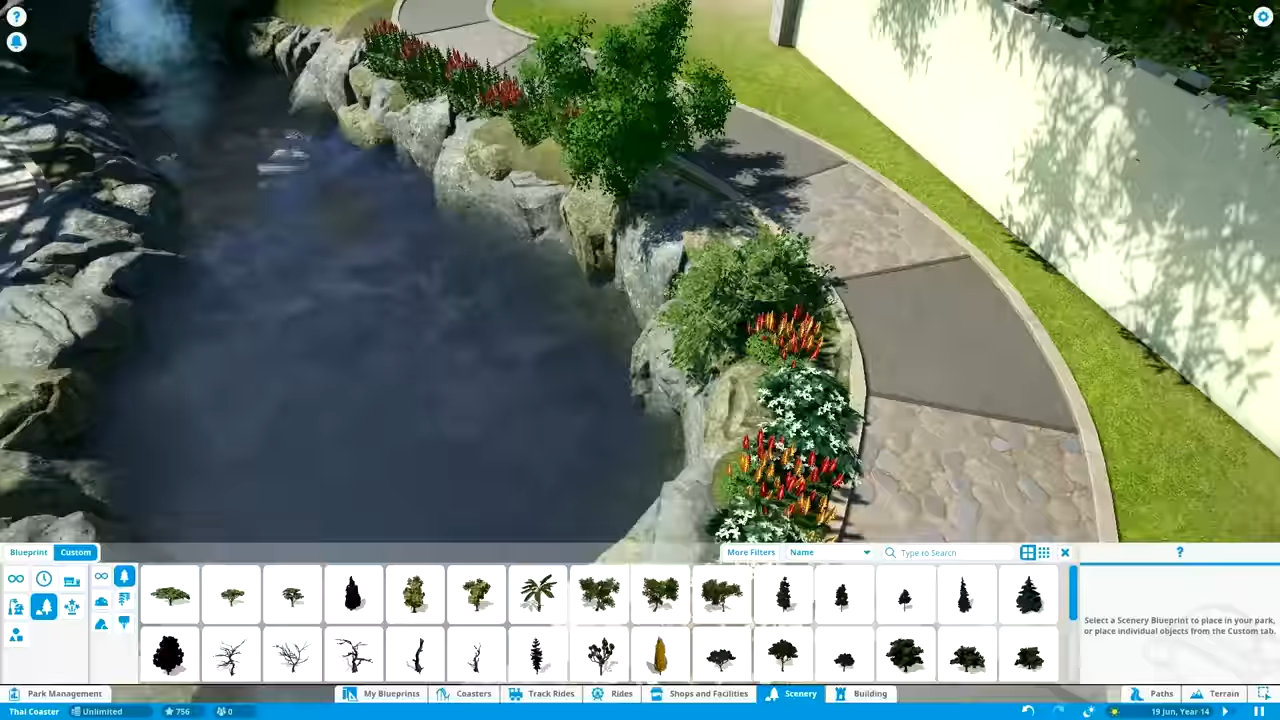 ?
Blueprint Custom More Filters Name Type to Search ?
Select a Scenery Blueprint to place in your park,
or place individual objects from the Custom tab.
Park Management My Blueprints Coasters Track Rides Rides Shops and Facilities Scenery Building Paths Terrain
Thai Coaster Unlimited 756 0 19 Jun, Year 14